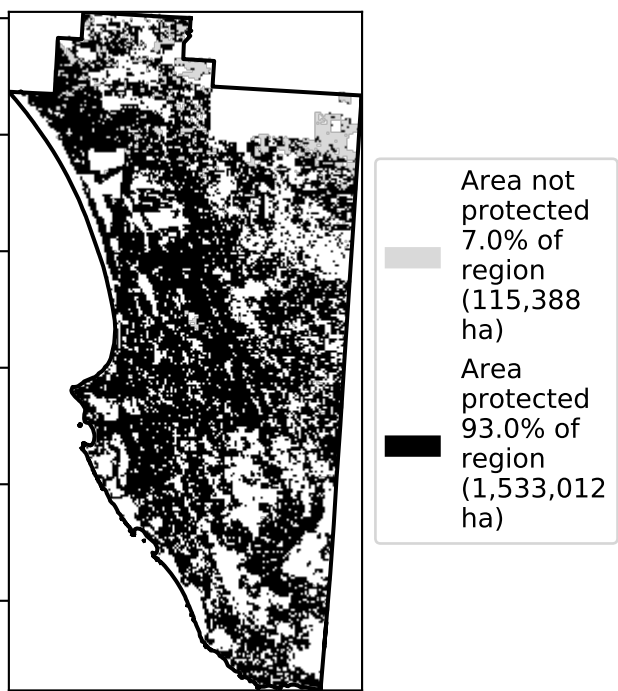 Area not
protected
7.0% of
region
(115,388
ha)
Area
protected
93.0% of
region
(1,533,012
ha)